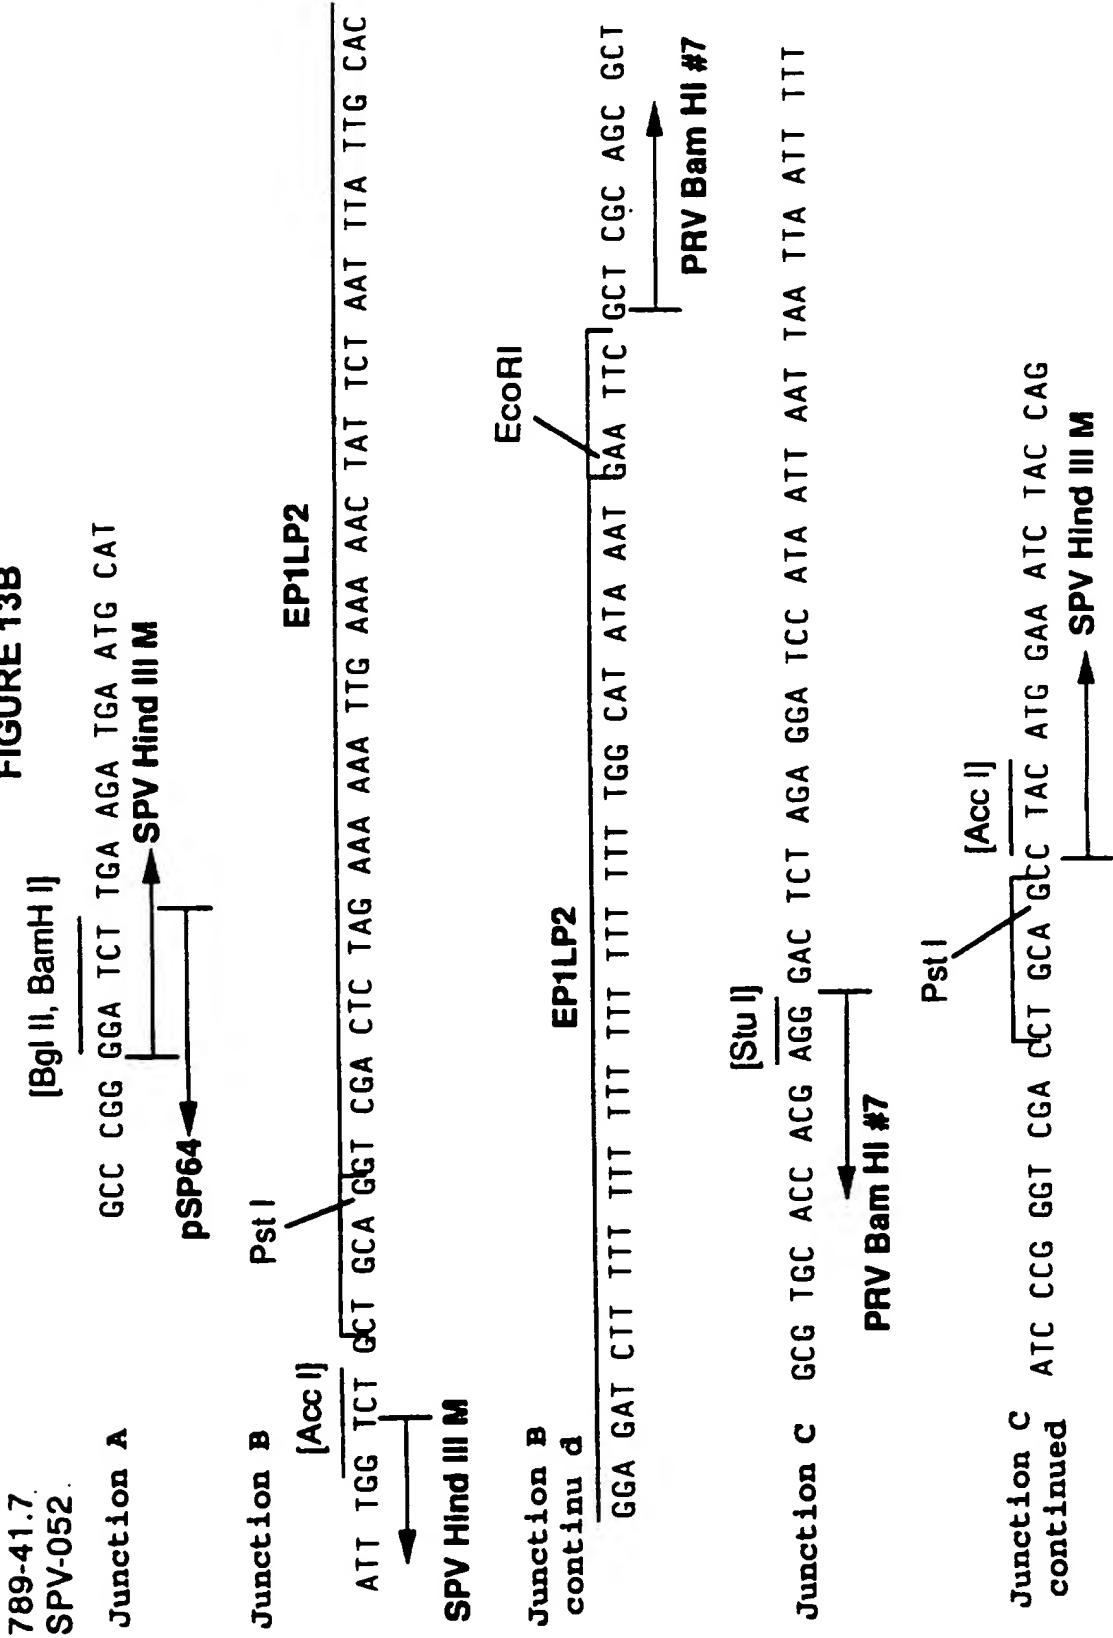 789-41.7.
SPV-052.
FIGURE 13B
[Bgl II, BamH I]
Junction A
GCC CGG GGA TCT TGA AGA TGA ATG CAT
SPV Hind III M
pSP64
Junction B
Pst I
EP1LP2
[Acc I]
ATT TGG TCT GCT GCA GGT CGA CTC TAG AAA AAA TTG AAA AAC TAT TCT AAT TTA TTG CAC
SPV Hind III M
Junction B
continu d
EP1LP2
EcoRI
GGA GAT CTT TTT TTT TTT TTT TTT TTT TGG CAT ATA AAT GAA TTC GCT CGC AGC GCT
PRV Bam HI #7
[Stu I]
Junction C
GCG TGC ACC ACG AGG GAC TCT AGA GGA TCC ATA ATT AAT TAA TTA ATT TTT
PRV Bam HI #7
Pst I
[Acc I]
Junction C
continued
ATC CCG GGT CGA CCT GCA GCC TAC ATG GAA ATC TAC CAG
SPV Hind III M